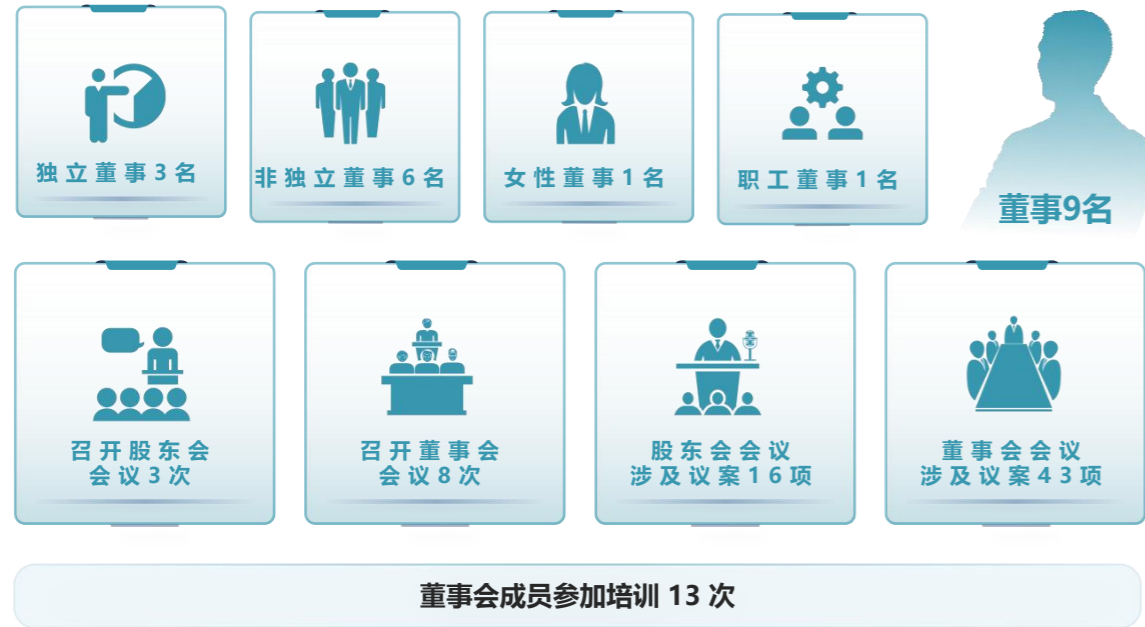 独立董事3名
非独立董事6名
女性董事1名
职工董事1名
董事9名
召开股东会
会议3次
召开董事会
会议8次
股东会会议
涉及议案16项
董事会会议
涉及议案43项
董事会成员参加培训 13 次